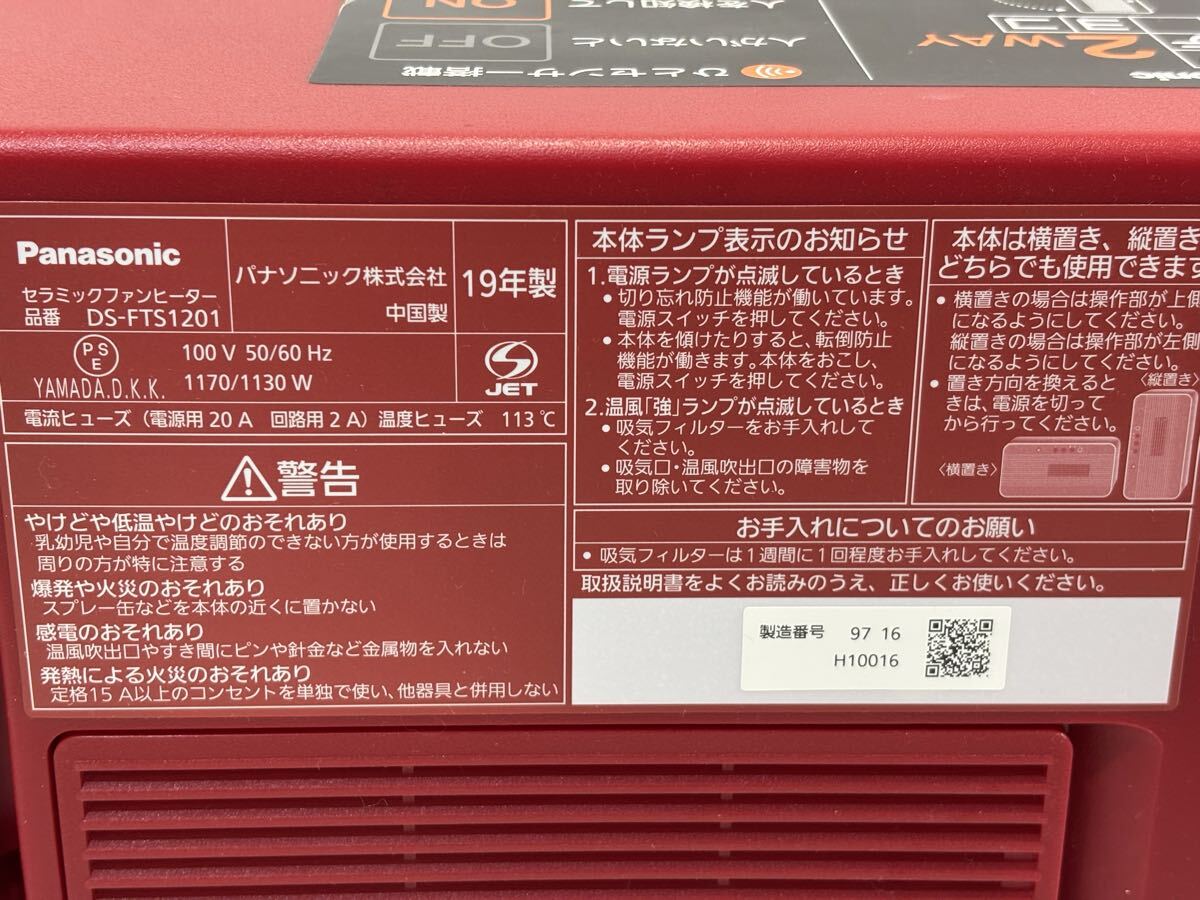 人を検知して ON
人がいないと OFF
ひとセンサー搭載
ヨコ
2WAY
Panasonic
セラミックファンヒーター
品番 DS-FTS1201
パナソニック株式会社
中国製
19年製
PSE
YAMADA.D.K.K.
100 V 50/60 Hz
1170/1130 W
JET
電流ヒューズ(電源用 20 A 回路用 2 A)温度ヒューズ 113℃
警告
やけどや低温やけどのおそれあり
乳幼児や自分で温度調節のできない方が使用するときは
周りの方が特に注意する
爆発や火災のおそれあり
スプレー缶などを本体の近くに置かない
感電のおそれあり
温風吹出口やすき間にピンや針金など金属物を入れない
発熱による火災のおそれあり
定格15 A以上のコンセントを単独で使い、他器具と併用しない
本体ランプ表示のお知らせ
1.電源ランプが点滅しているとき
•切り忘れ防止機能が働いています。
電源スイッチを押してください。
•本体を傾けたりすると、転倒防止
機能が働きます。本体をおこし、
電源スイッチを押してください。
2.温風「強」ランプが点滅しているとき
•吸気フィルターをお手入れして
ください。
•吸気口・温風吹出口の障害物を
取り除いてください。
本体は横置き、縦置き
どちらでも使用できます
•横置きの場合は操作部が上側
になるようにしてください。
縦置きの場合は操作部が左側
になるようにしてください。
•置き方向を換えると
きは、電源を切って
から行ってください。
〈縦置き〉
〈横置き〉
お手入れについてのお願い
•吸気フィルターは1週間に1回程度お手入れしてください。
取扱説明書をよくお読みのうえ、正しくお使いください。
製造番号 97 16
H10016